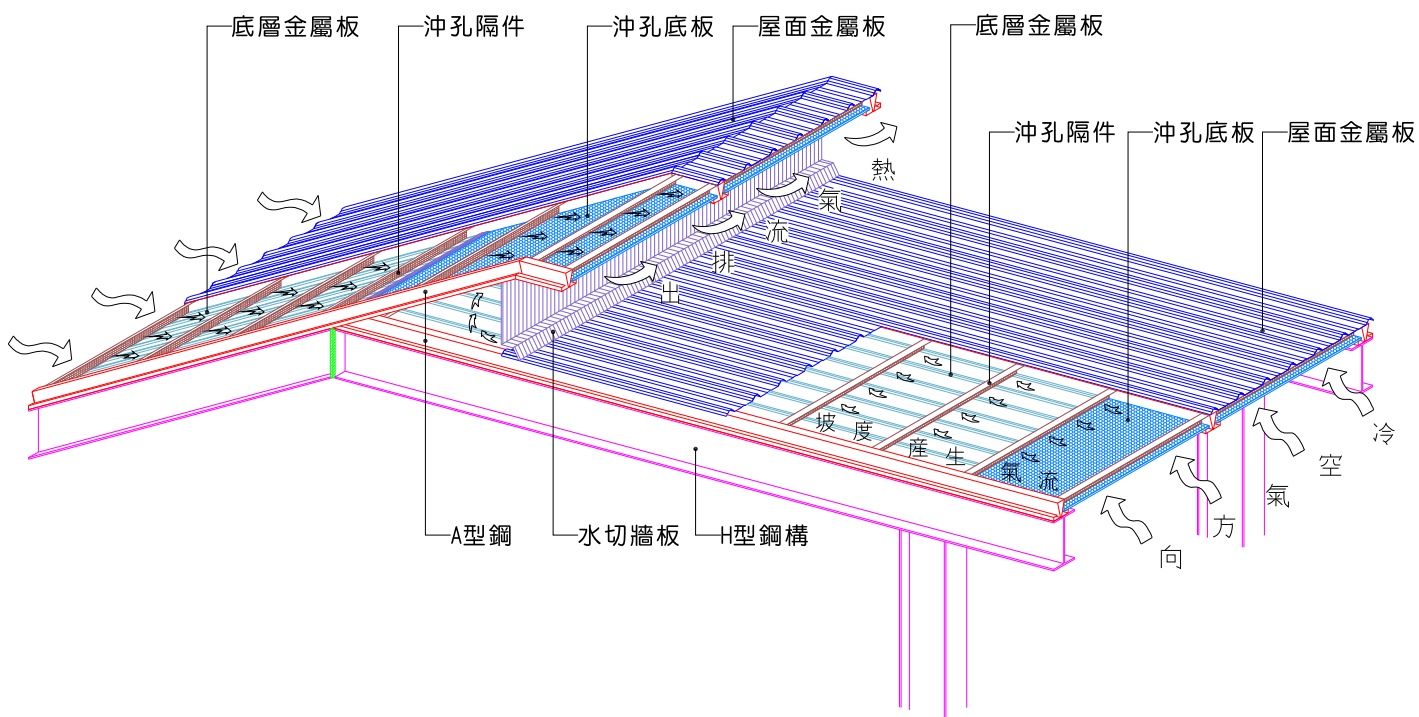 底層金屬板
沖孔隔件
沖孔底板
屋面金屬板
底層金屬板
沖孔隔件
沖孔底板
屋面金屬板
熱氣流排出
坡度產生氣流
冷空氣方向
A型鋼
水切牆板
H型鋼構